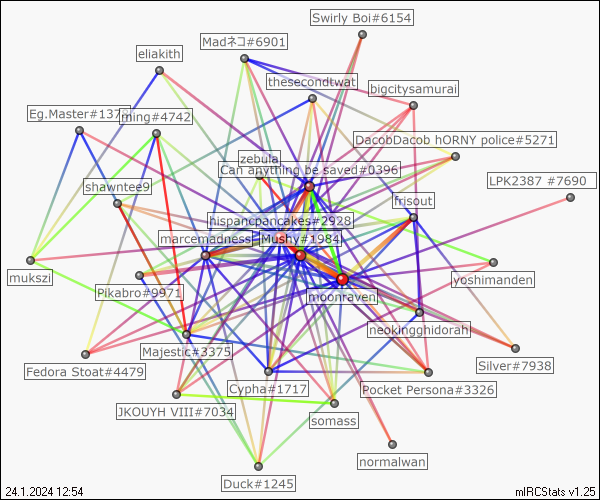 Swirly Boi#6154
Madネコ#6901
eliakith
thesecondtwat
bigcitysamurai
Eg.Master#137
ming#4742
DacobDacob hORNY police#5271
zebula
Can anything be saved#0396
LPK2387 #7690
shawntee9
frisout
hispancpancakes#2928
marcemadness
Mushy#1984
mukszi
Pikabro#9971
yoshimanden
moonraven
neokingghidorah
Majestic#3375
Fedora Stoat#4479
Silver#7938
Cypha#1717
Pocket Persona#3326
JKOUYH VIII#7034
somass
normalwan
Duck#1245
24.1.2024 12:54
mIRCStats v1.25